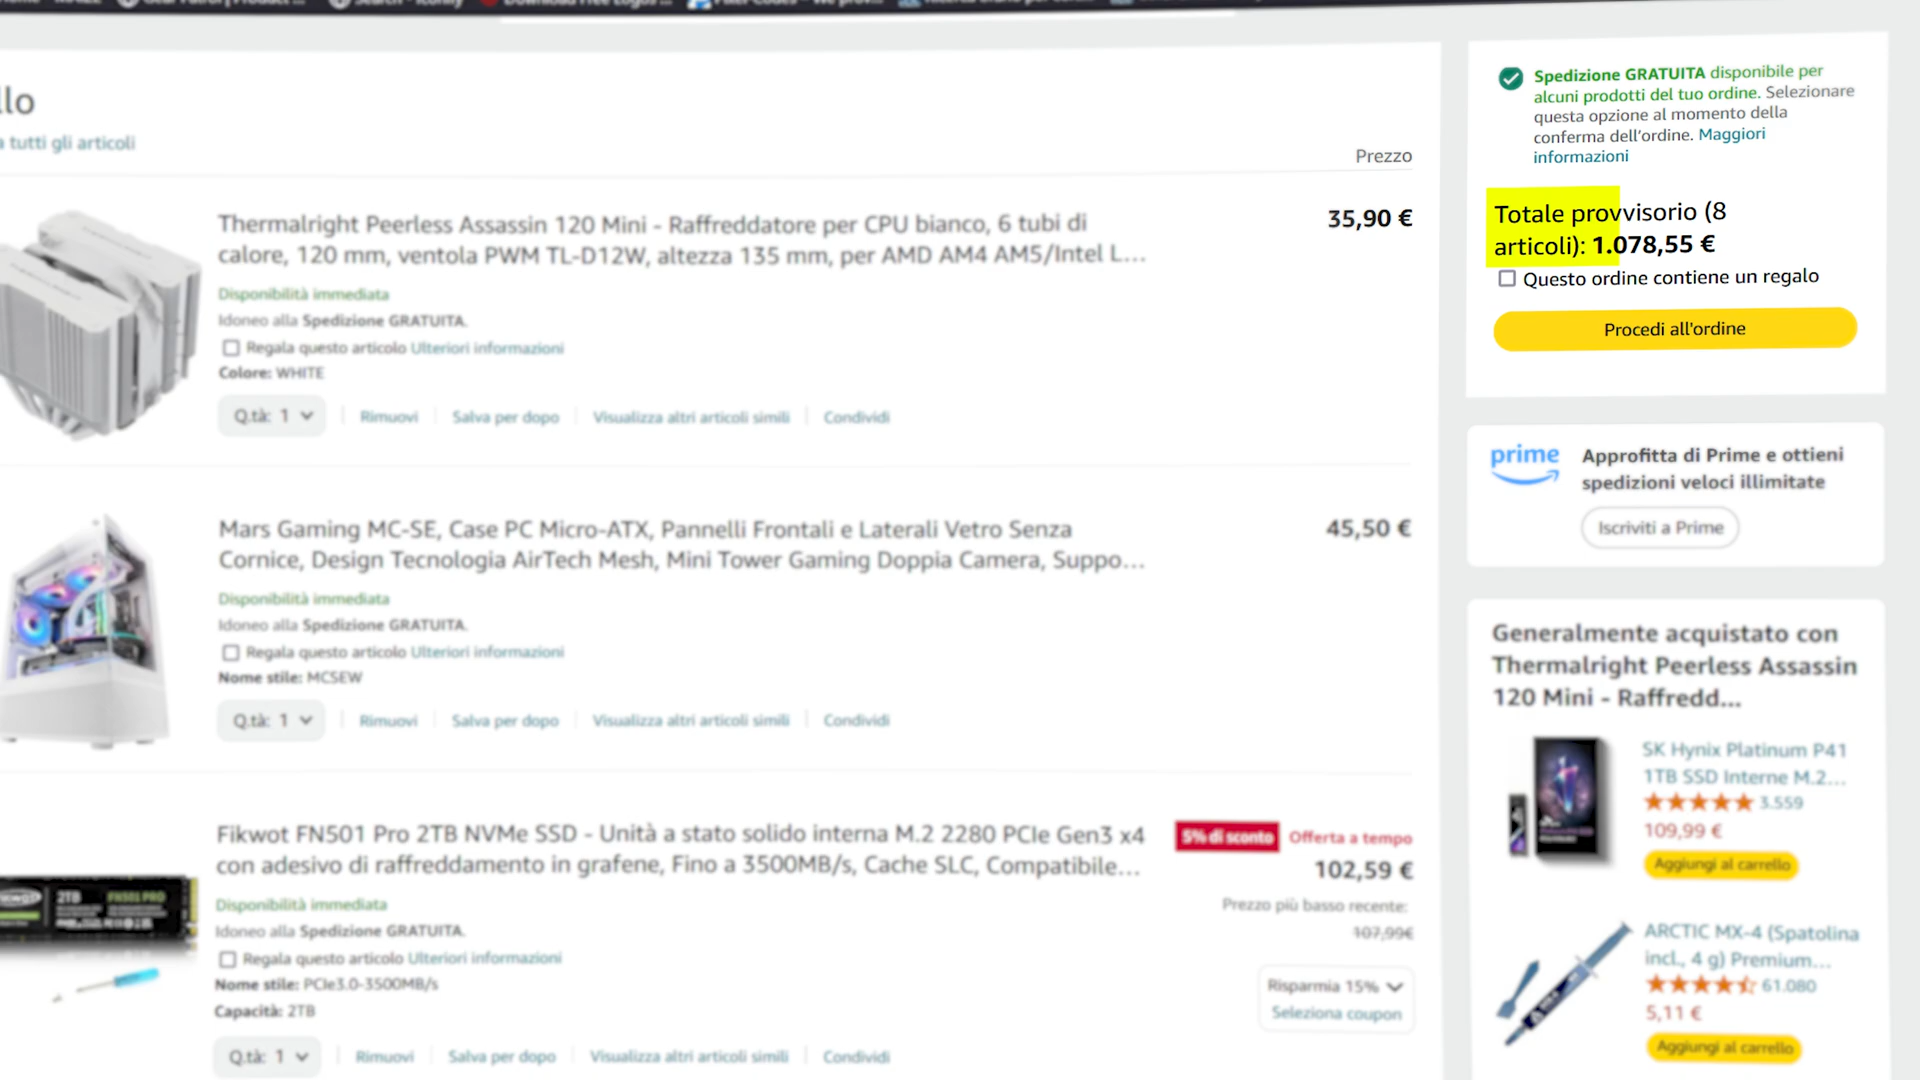 llo
a tutti gli articoli
Prezzo
Thermalright Peerless Assassin 120 Mini - Raffreddatore per CPU bianco, 6 tubi di
calore, 120 mm, ventola PWM TL-D12W, altezza 135 mm, per AMD AM4 AM5/Intel L...
35,90 €
Disponibilità immediata
Idoneo alla Spedizione GRATUITA.
Regala questo articolo Ulteriori informazioni
Colore: WHITE
Q.tà: 1
Rimuovi
Salva per dopo
Visualizza altri articoli simili
Condividi
Mars Gaming MC-SE, Case PC Micro-ATX, Pannelli Frontali e Laterali Vetro Senza
Cornice, Design Tecnologia AirTech Mesh, Mini Tower Gaming Doppia Camera, Suppo...
45,50 €
Disponibilità immediata
Idoneo alla Spedizione GRATUITA.
Regala questo articolo Ulteriori informazioni
Nome stile: MCSEW
Q.tà: 1
Rimuovi
Salva per dopo
Visualizza altri articoli simili
Condividi
Fikwot FN501 Pro 2TB NVMe SSD - Unità a stato solido interna M.2 2280 PCIe Gen3 x4
con adesivo di raffreddamento in grafene, Fino a 3500MB/s, Cache SLC, Compatibile...
5% di sconto
Offerta a tempo
102,59 €
Prezzo più basso recente:
107,99€
Risparmia 15%
Seleziona coupon
Disponibilità immediata
Idoneo alla Spedizione GRATUITA.
Regala questo articolo Ulteriori informazioni
Nome stile: PCIe3.0-3500MB/s
Capacità: 2TB
Q.tà: 1
Rimuovi
Salva per dopo
Visualizza altri articoli simili
Condividi
2TB
FN501 PRO
Spedizione GRATUITA disponibile per
alcuni prodotti del tuo ordine. Selezionare
questa opzione al momento della
conferma dell'ordine. Maggiori
informazioni
Totale provvisorio (8
articoli): 1.078,55 €
Questo ordine contiene un regalo
Procedi all'ordine
prime
Approfitta di Prime e ottieni
spedizioni veloci illimitate
Iscriviti a Prime
Generalmente acquistato con
Thermalright Peerless Assassin
120 Mini - Raffredd...
SK Hynix Platinum P41
1TB SSD Interne M.2...
3.559
109,99 €
Aggiungi al carrello
ARCTIC MX-4 (Spatolina
incl., 4 g) Premium...
61.080
5,11 €
Aggiungi al carrello